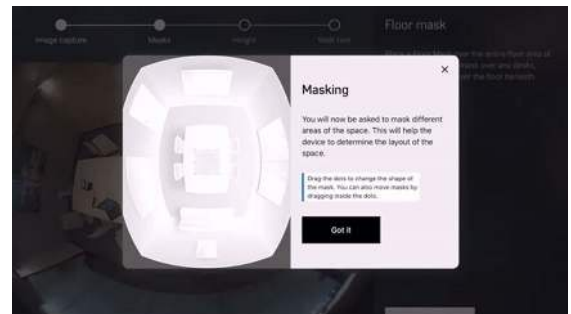 Image capture
Masks
Height
Floor mask
Masking
You will now be asked to mask different
areas of the space. This will help the
device to determine the layout of the
space.
Drag the dots to change the shape of
the mask. You can also move masks by
dragging inside the dots.
Got it